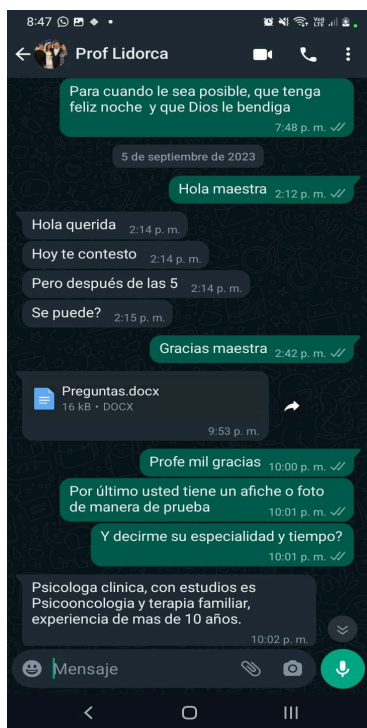 8:47
Prof Lidorca
Para cuando le sea posible, que tenga
feliz noche y que Dios le bendiga
7:48 p. m.
5 de septiembre de 2023
Hola maestra 2:12 p. m.
Hola querida 2:14 p. m.
Hoy te contesto 2:14 p. m.
Pero después de las 5 2:14 p. m.
Se puede? 2:15 p. m.
Gracias maestra 2:42 p. m.
Preguntas.docx
16 kB • DOCX
9:53 p. m.
Profe mil gracias 10:00 p. m.
Por último usted tiene un afiche o foto
de manera de prueba 10:01 p. m.
Y decirme su especialidad y tiempo?
10:01 p. m.
Psicologa clinica, con estudios es
Psicooncologia y terapia familiar,
experiencia de mas de 10 años.
10:02 p. m.
Mensaje